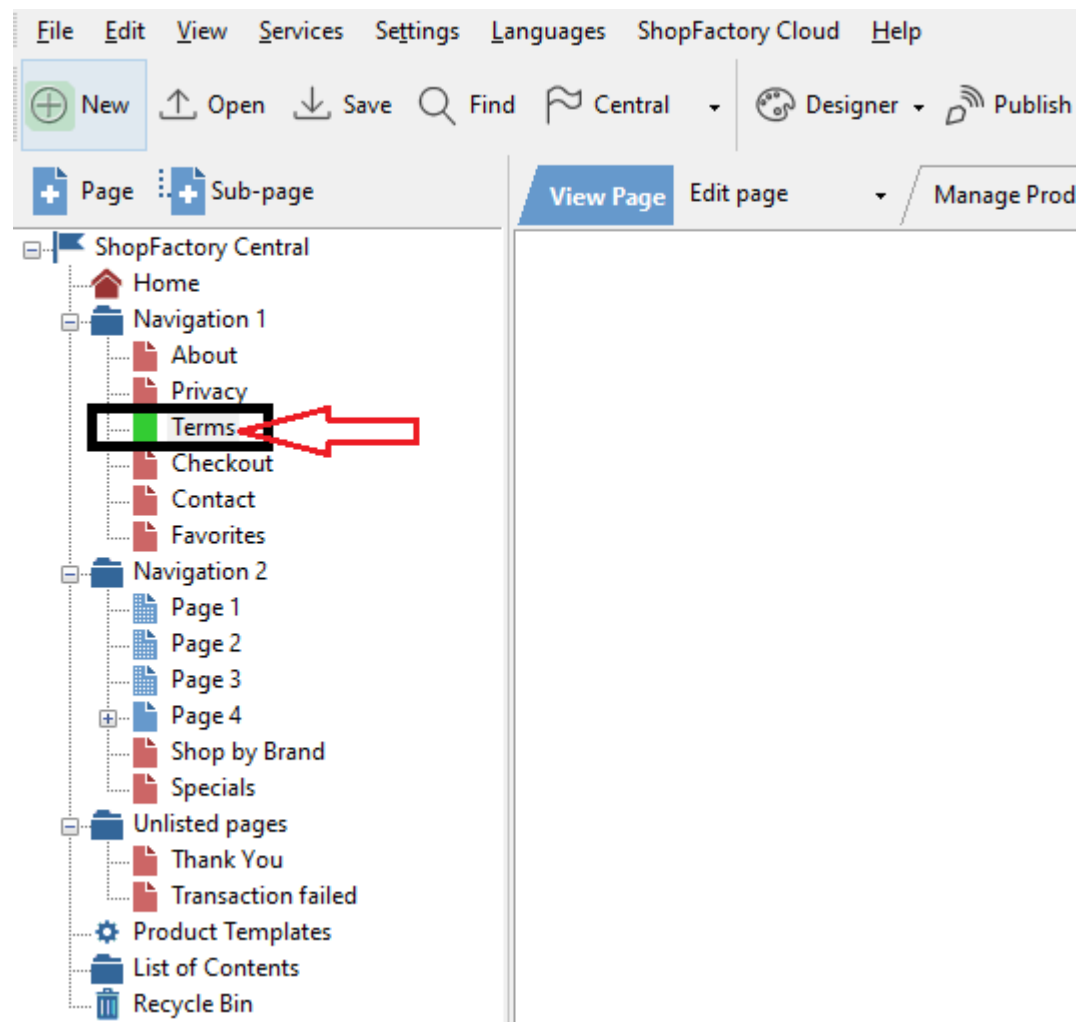 File Edit View Services Settings Languages ShopFactory Cloud Help
New Open Save Find Central Designer Publish
Page Sub-page View Page Edit page Manage Prod
ShopFactory Central
Home
Navigation 1
About
Privacy
Terms
Checkout
Contact
Favorites
Navigation 2
Page 1
Page 2
Page 3
Page 4
Shop by Brand
Specials
Unlisted pages
Thank You
Transaction failed
Product Templates
List of Contents
Recycle Bin